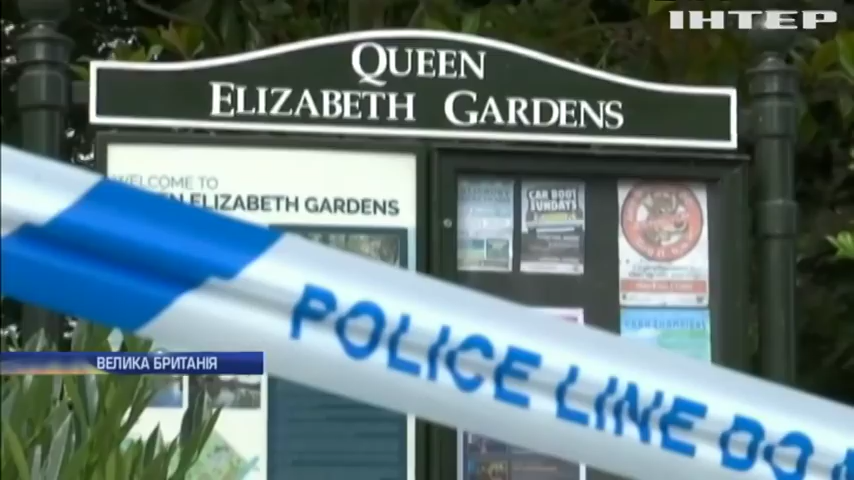 ІНТЕР
QUEEN
ELIZABETH GARDENS
WELCOME TO
ELIZABETH GARDENS
CAR BOOT
SUNDAYS
POLICE LINE DO
ВЕЛИКА БРИТАНІЯ